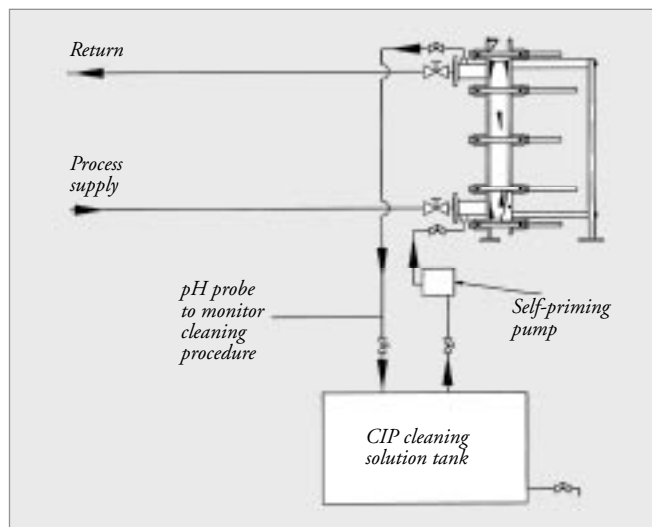 Return
Process
supply
pH probe
to monitor
cleaning
procedure
Self-priming
pump
CIP cleaning
solution tank